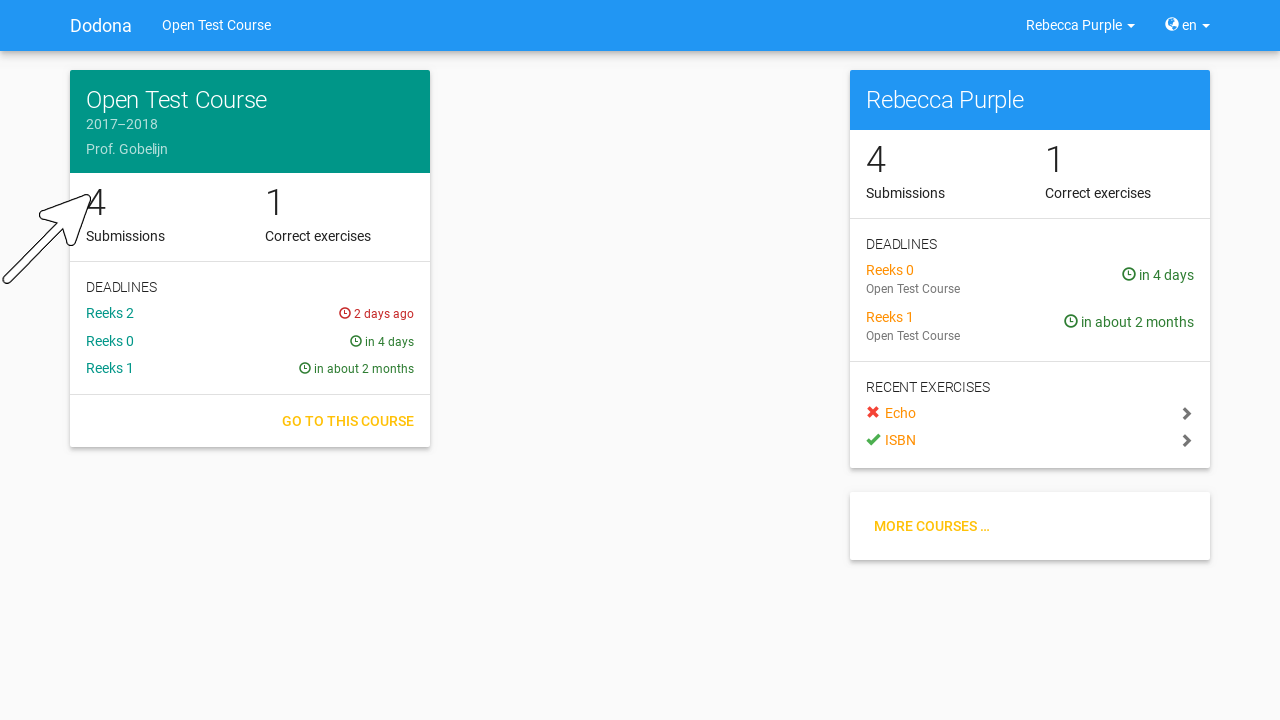 Dodona
Open Test Course
Rebecca Purple
en
Open Test Course
2017–2018
Prof. Gobelijn
4
1
Submissions
Correct exercises
DEADLINES
Reeks 2
2 days ago
Reeks 0
in 4 days
Reeks 1
in about 2 months
GO TO THIS COURSE
Rebecca Purple
4
1
Submissions
Correct exercises
DEADLINES
Reeks 0
in 4 days
Open Test Course
Reeks 1
in about 2 months
Open Test Course
RECENT EXERCISES
Echo
ISBN
MORE COURSES …